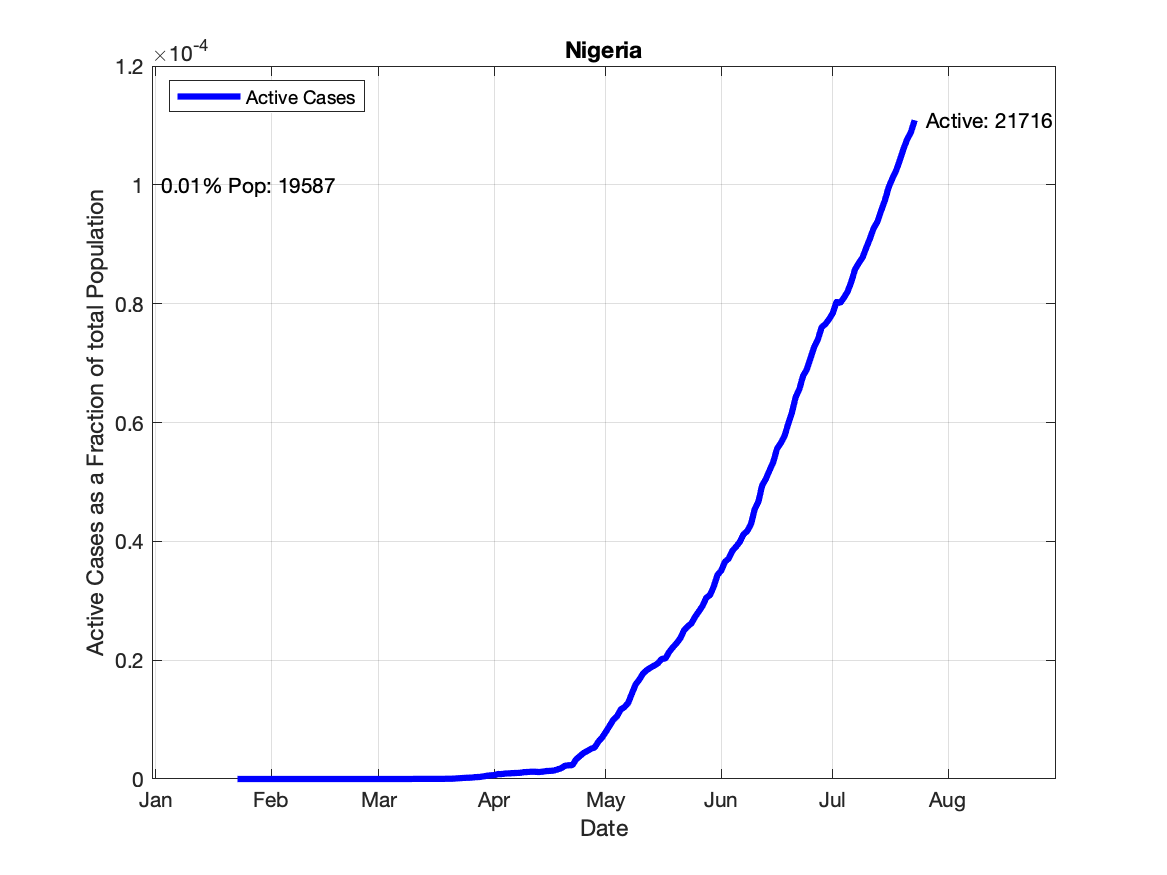 Nigeria
×10-4
Active Cases
Active: 21716
0.01% Pop: 19587
1.2
1
0.8
0.6
0.4
0.2
0
Active Cases as a Fraction of total Population
Jan Feb Mar Apr May Jun Jul Aug
Date